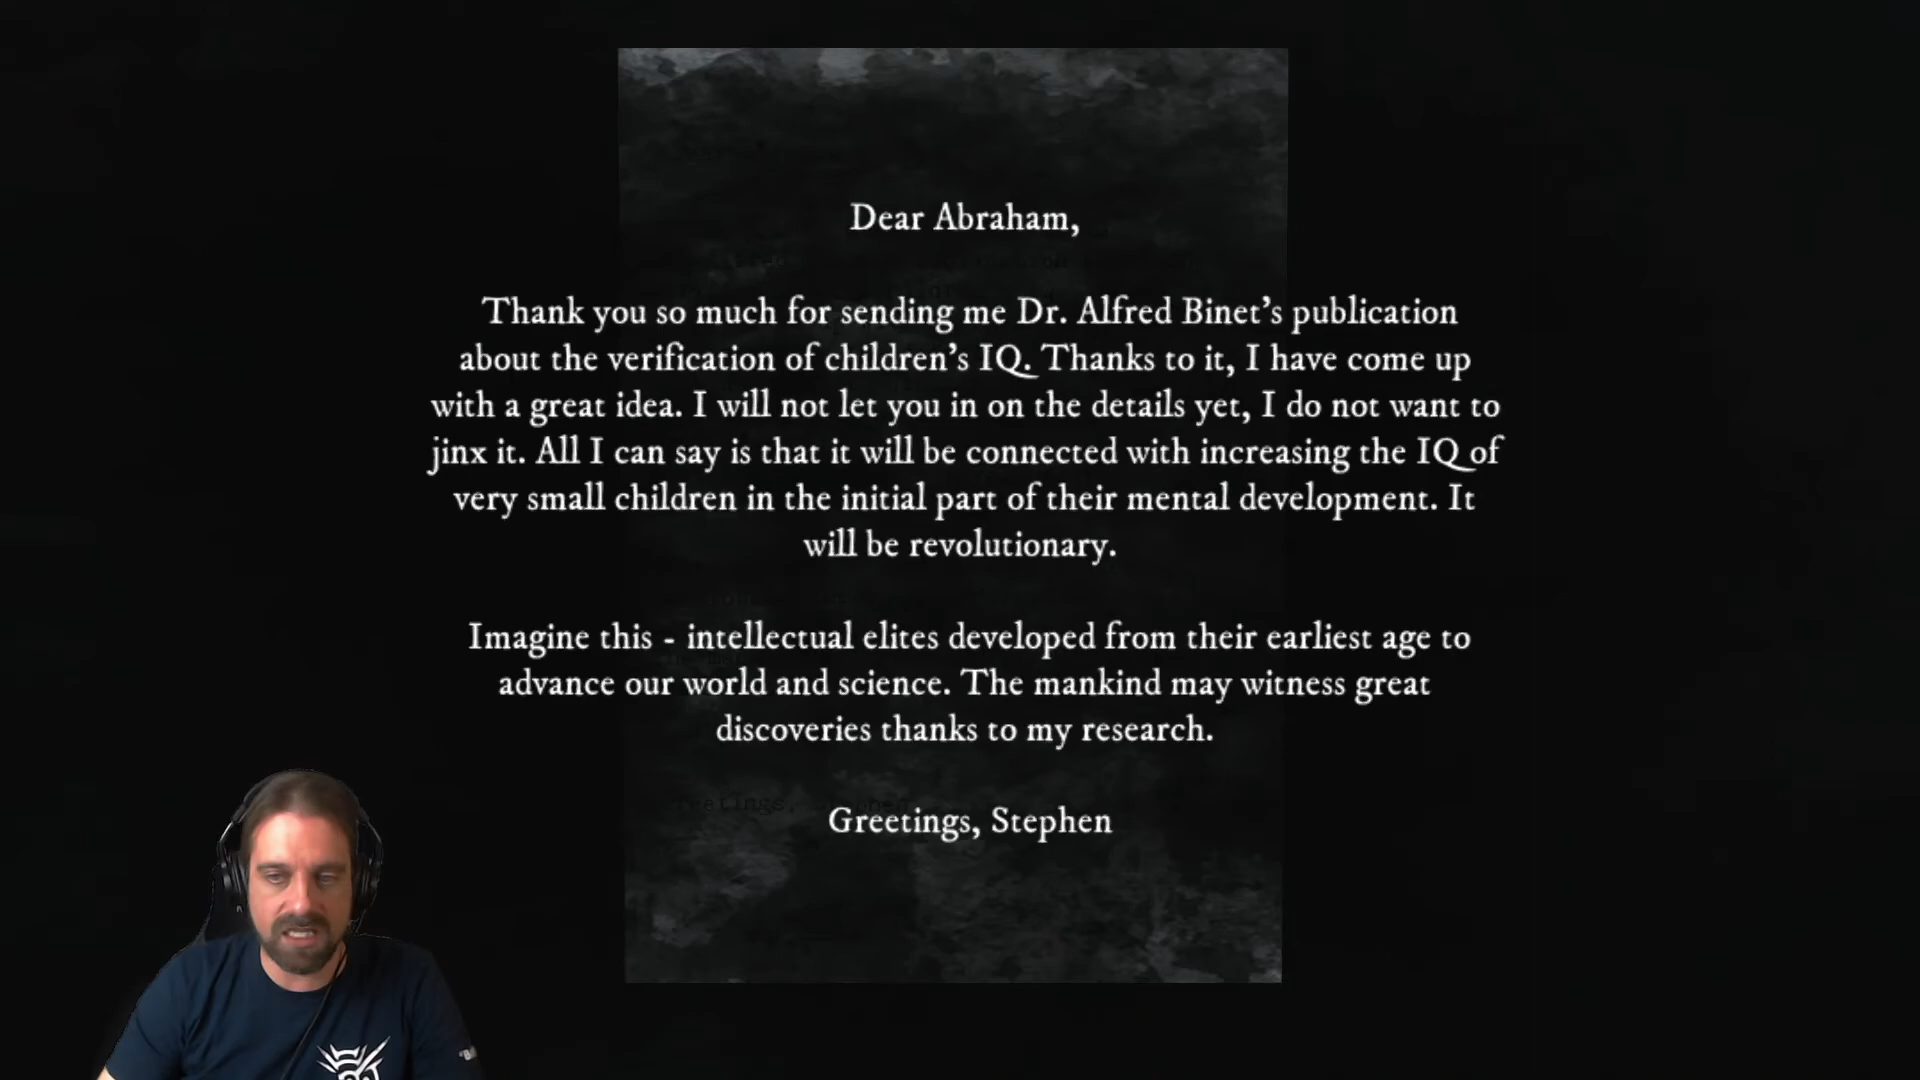 Dear Abraham,
Thank you so much for sending me Dr. Alfred Binet's publication
about the verification of children's IQ. Thanks to it, I have come up
with a great idea. I will not let you in on the details yet, I do not want to
jinx it. All I can say is that it will be connected with increasing the IQ of
very small children in the initial part of their mental development. It
will be revolutionary.
Imagine this - intellectual elites developed from their earliest age to
advance our world and science. The mankind may witness great
discoveries thanks to my research.
Greetings, Stephen